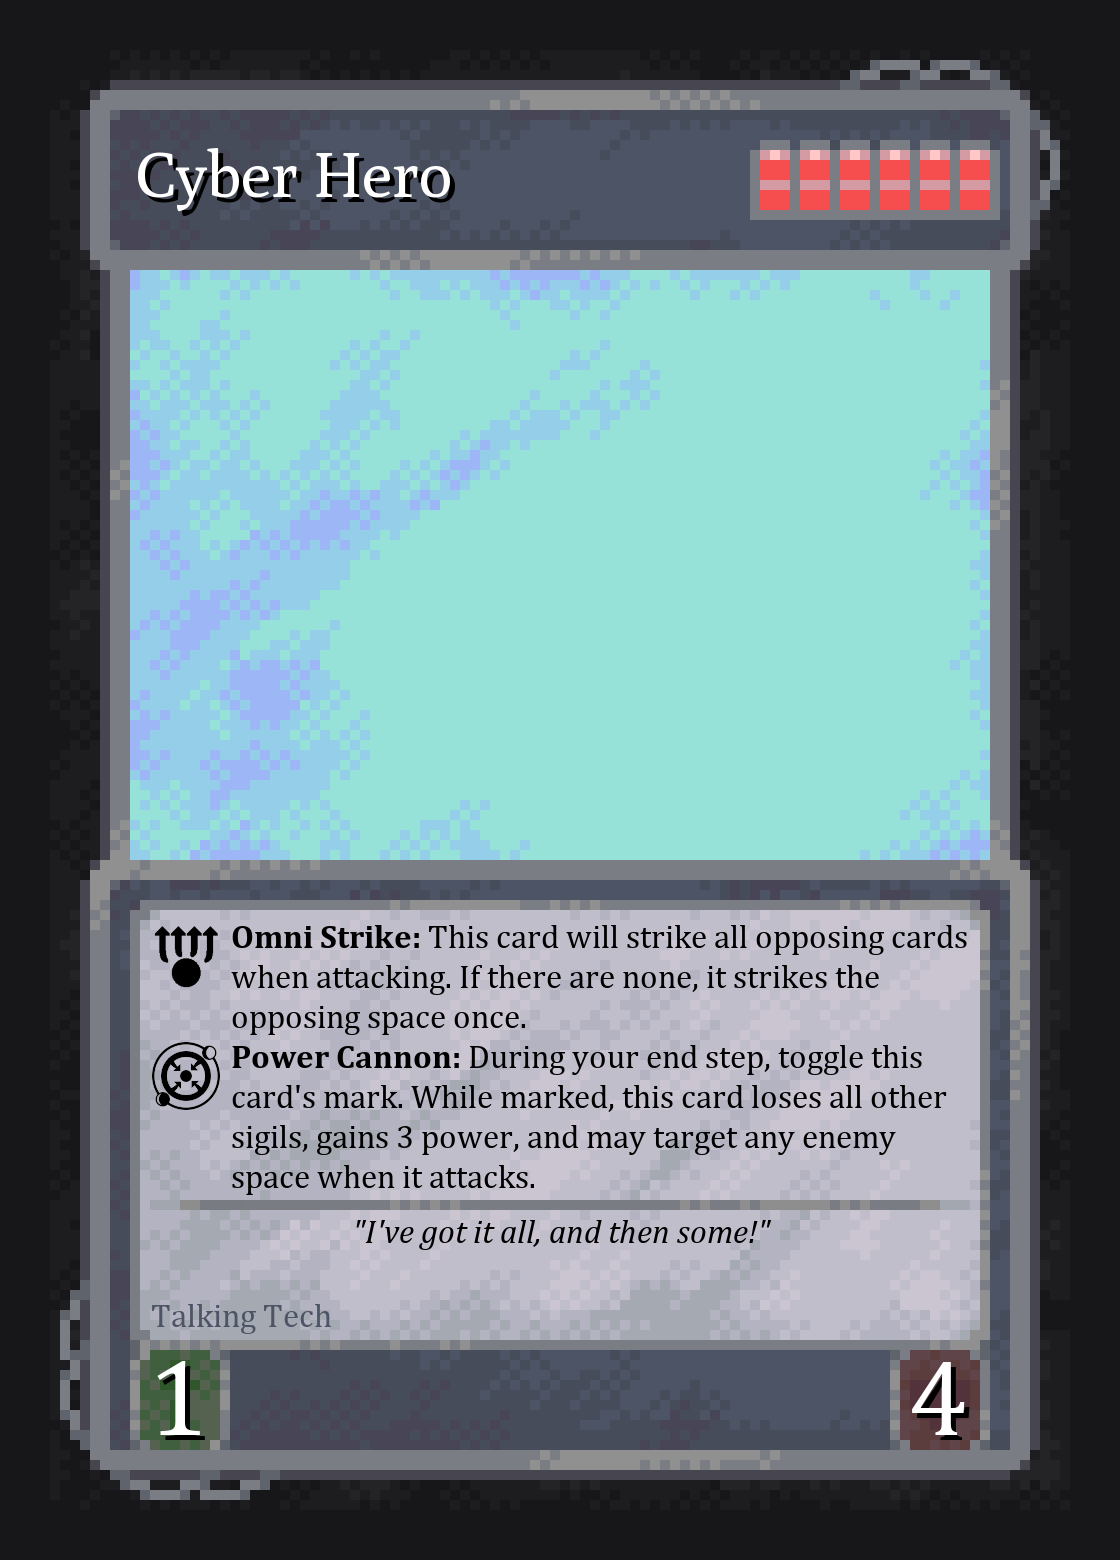 Cyber Hero
Omni Strike: This card will strike all opposing cards
when attacking. If there are none, it strikes the
opposing space once.
Power Cannon: During your end step, toggle this
card's mark. While marked, this card loses all other
sigils, gains 3 power, and may target any enemy
space when it attacks.
"I've got it all, and then some!"
Talking Tech
1
4